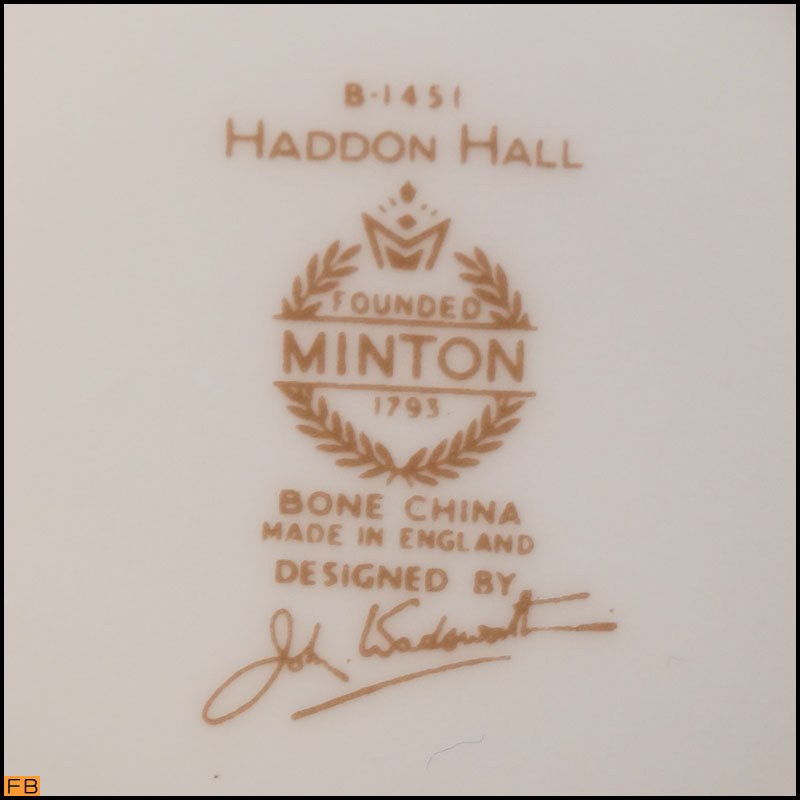 B-1451
HADDON HALL
FOUNDED
MINTON
1793
BONE CHINA
MADE IN ENGLAND
DESIGNED BY
John Wadsworth
FB